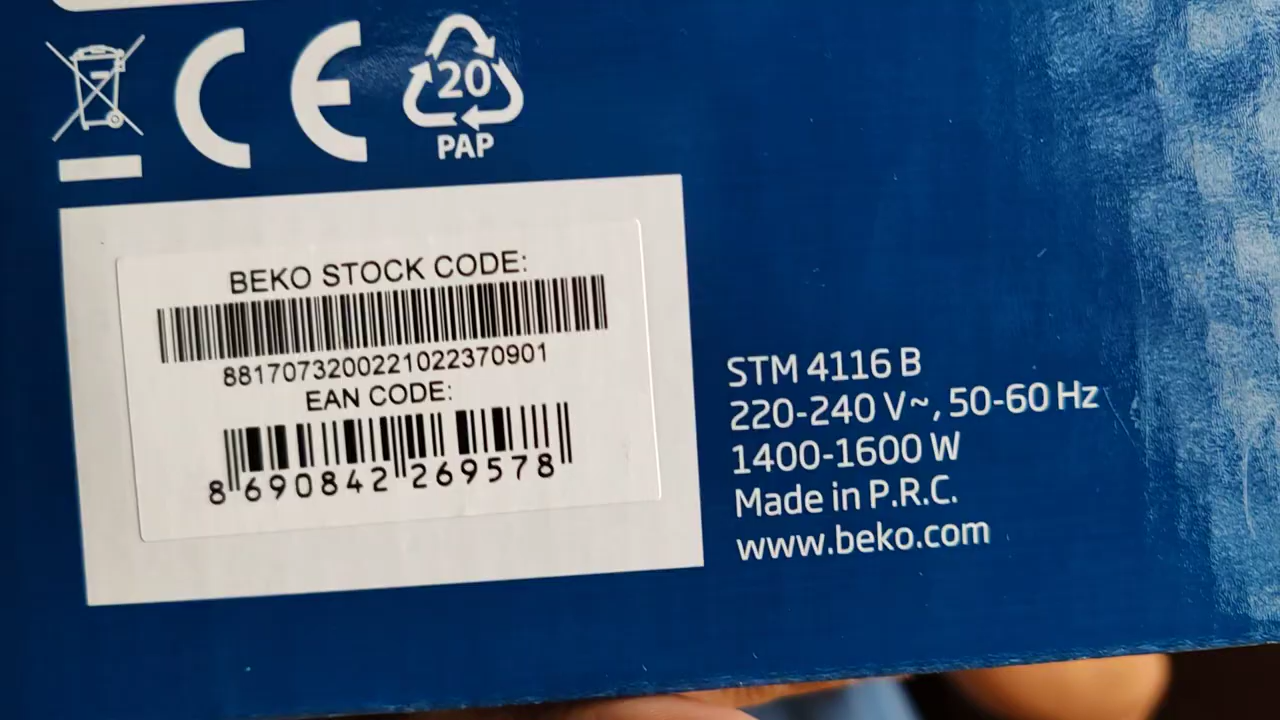 CE
20
PAP
BEKO STOCK CODE:
8817073200221022370901
EAN CODE:
8 690842 269578
STM 4116 B
220-240 V~, 50-60 Hz
1400-1600 W
Made in P.R.C.
www.beko.com